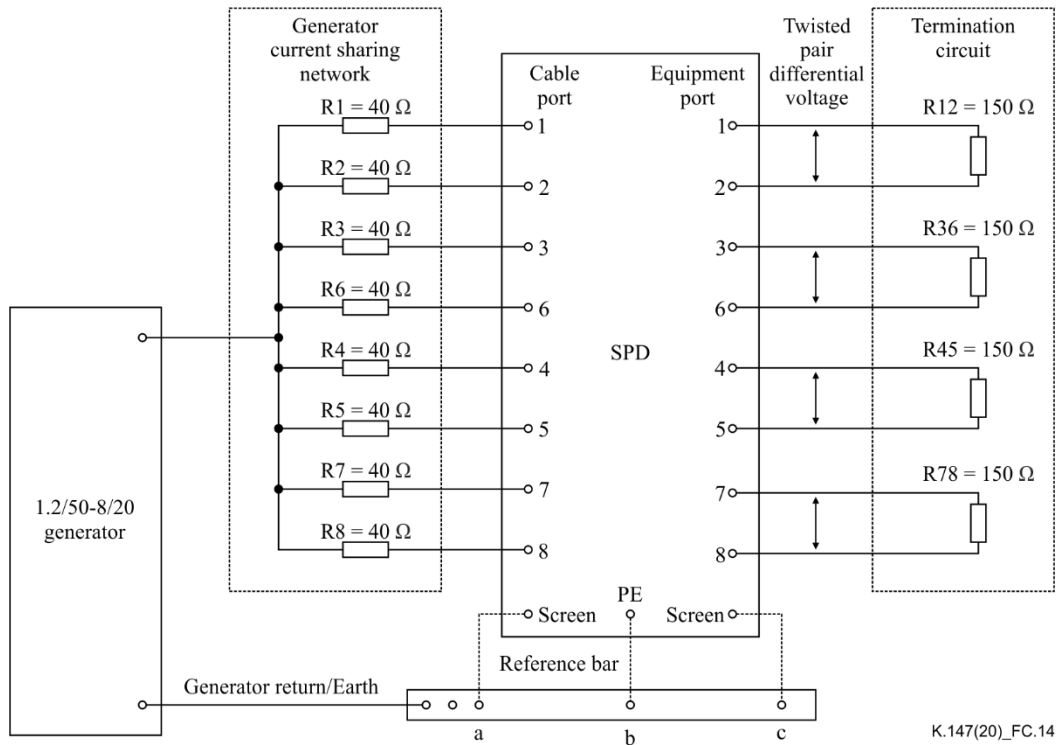 Generator
current sharing
network
Cable
port
Equipment
port
Twisted
pair
differential
voltage
Termination
circuit
R1 = 40 Ω
R2 = 40 Ω
R3 = 40 Ω
R6 = 40 Ω
R4 = 40 Ω
R5 = 40 Ω
R7 = 40 Ω
R8 = 40 Ω
1
2
3
6
4
5
7
8
SPD
1
2
3
6
4
5
7
8
R12 = 150 Ω
R36 = 150 Ω
R45 = 150 Ω
R78 = 150 Ω
1.2/50-8/20
generator
Screen
PE
Screen
Reference bar
Generator return/Earth
a
b
c
K.147(20)_FC.14